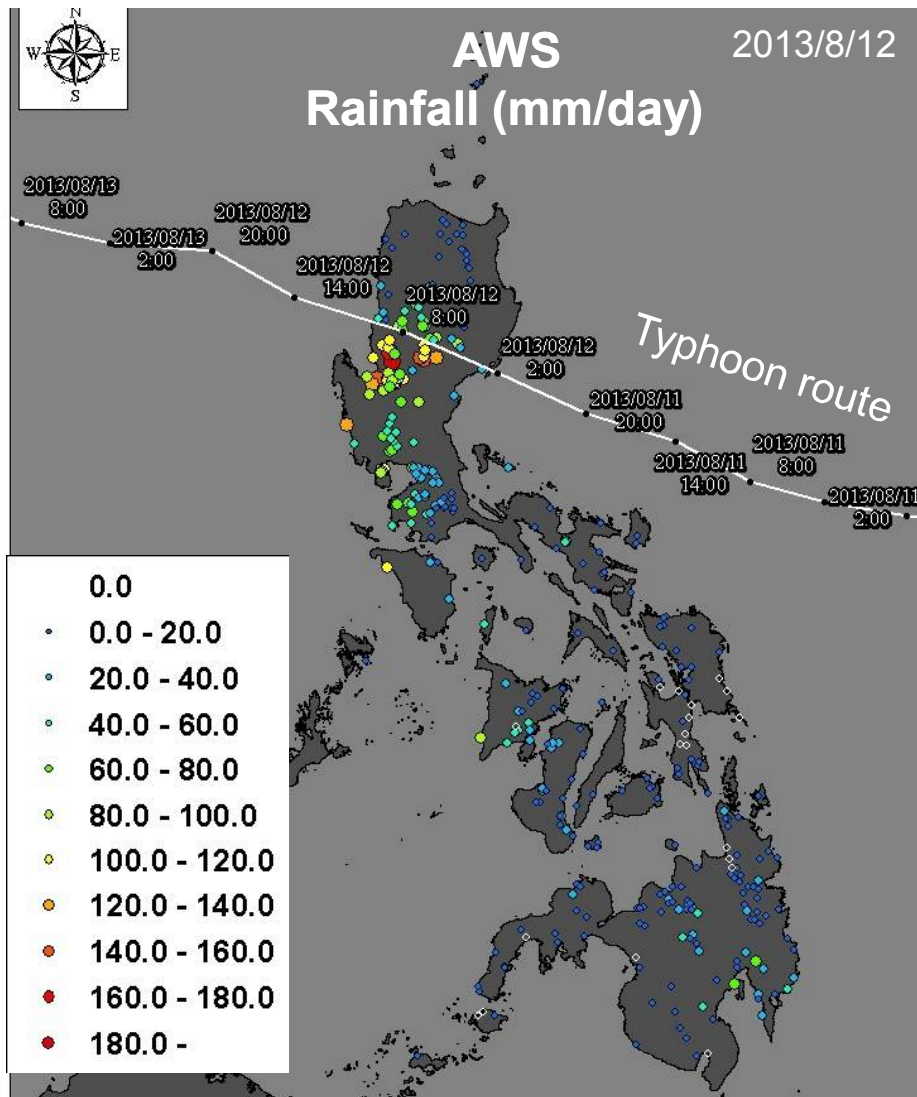 N
W E
S
AWS
Rainfall (mm/day)
2013/8/12
2013/08/13
8:00
2013/08/13
2:00
2013/08/12
20:00
2013/08/12
14:00
2013/08/12
8:00
2013/08/12
2:00
Typhoon route
2013/08/11
20:00
2013/08/11
14:00
2013/08/11
8:00
2013/08/11
2:00
0.0
0.0 - 20.0
20.0 - 40.0
40.0 - 60.0
60.0 - 80.0
80.0 - 100.0
100.0 - 120.0
120.0 - 140.0
140.0 - 160.0
160.0 - 180.0
180.0 -